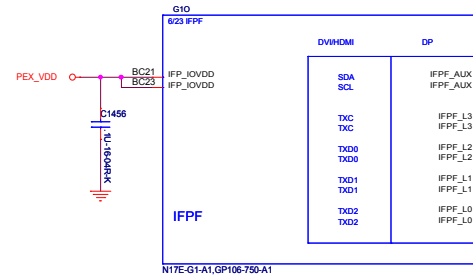 G1O
6/23 IFPF
DVI/HDMI DP
BC21 IFP_IOVDD
PEX_VDD
BC23 IFP_IOVDD
SDA IFPF_AUX
SCL IFPF_AUX
C1456
.1U-16-04R-K
TXC IFPF_L3
TXC IFPF_L3
TXD0 IFPF_L2
TXD0 IFPF_L2
TXD1 IFPF_L1
TXD1 IFPF_L1
TXD2 IFPF_L0
TXD2 IFPF_L0
IFPF
N17E-G1-A1,GP106-750-A1